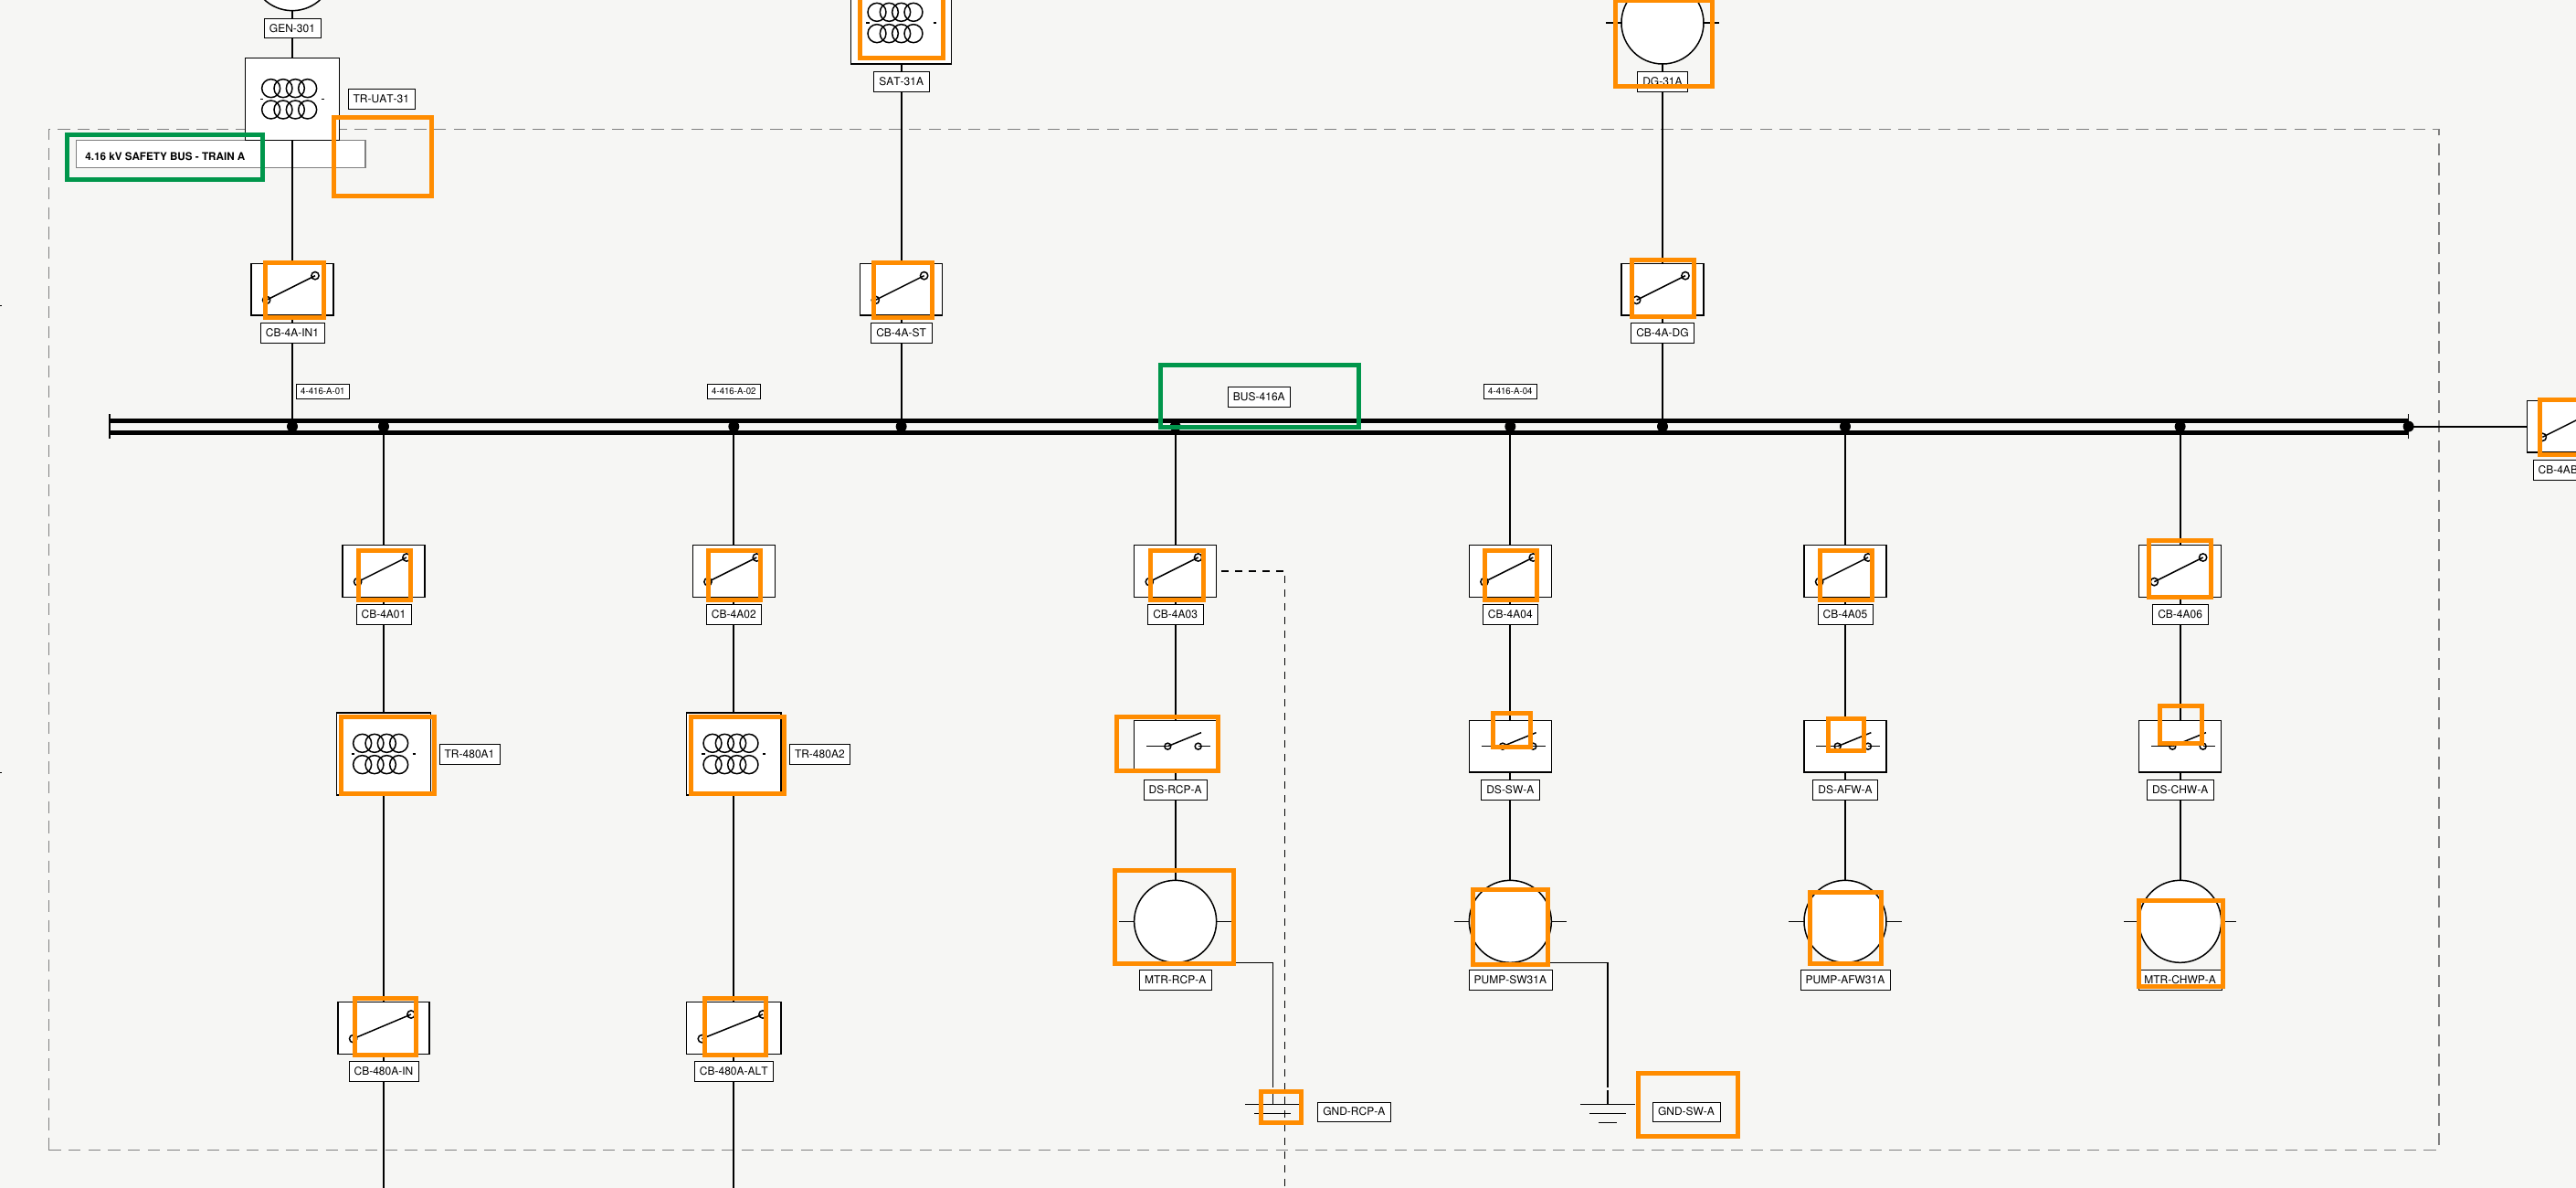 GEN-301
SAT-31A
DG-31A
TR-UAT-31
4.16 kV SAFETY BUS - TRAIN A
CB-4A-IN1
CB-4A-ST
CB-4A-DG
4-416-A-01
4-416-A-02
BUS-416A
4-416-A-04
CB-4AB
CB-4A01
CB-4A02
CB-4A03
CB-4A04
CB-4A05
CB-4A06
TR-480A1
TR-480A2
DS-RCP-A
DS-SW-A
DS-AFW-A
DS-CHW-A
MTR-RCP-A
PUMP-SW31A
PUMP-AFW31A
MTR-CHWP-A
CB-480A-IN
CB-480A-ALT
GND-RCP-A
GND-SW-A